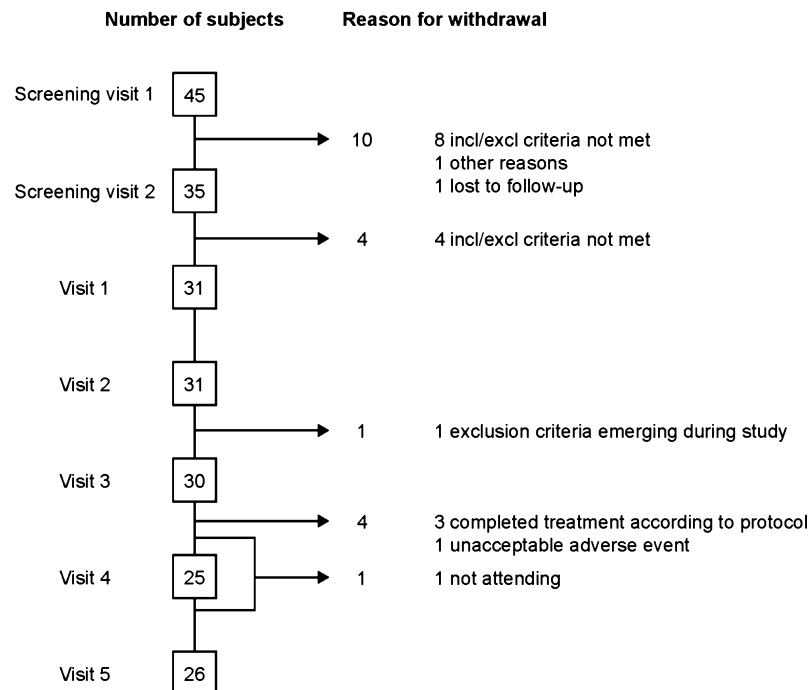 Number of subjects Reason for withdrawal
Screening visit 1 45
10 8 incl/excl criteria not met
1 other reasons
1 lost to follow-up
Screening visit 2 35
4 4 incl/excl criteria not met
Visit 1 31
Visit 2 31
1 1 exclusion criteria emerging during study
Visit 3 30
4 3 completed treatment according to protocol
1 unacceptable adverse event
Visit 4 25 1 1 not attending
Visit 5 26